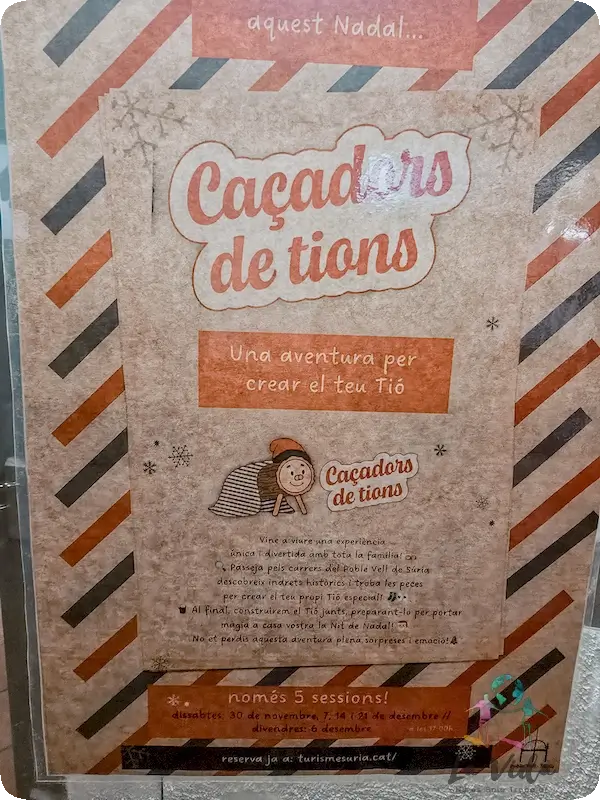 aquest Nadal...
Caçadors
de tions
Una aventura per
crear el teu Tió
Caçadors
de tions
Vine a viure una experiència
única i divertida amb tota la família!
Passeja pels carrers del Poble Vell de Súria,
descobreix indrets històrics i troba les peces
per crear el teu propi Tió especial!
Al final, construirem el Tió junts, preparant-lo per portar
màgia a casa vostra la Nit de Nadal!
No et perdis aquesta aventura plena sorpreses i emoció!
només 5 sessions!
dissabtes: 30 de novembre, 7, 14 i 21 de desembre //
divendres: 6 desembre
a les 17:00h
reserva ja a: turismesuria.cat/